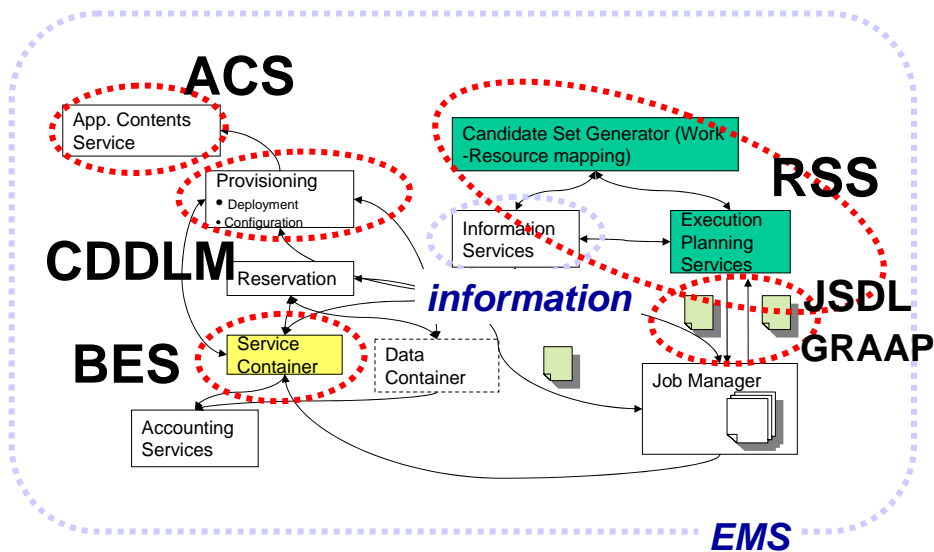 ACS
App. Contents
Service
Candidate Set Generator (Work
-Resource mapping)
RSS
Provisioning
• Deployment
• Configuration
Information
Services
Execution
Planning
Services
CDDLM
Reservation
information
JSDL
GRAAP
BES
Service
Container
Data
Container
Job Manager
Accounting
Services
EMS